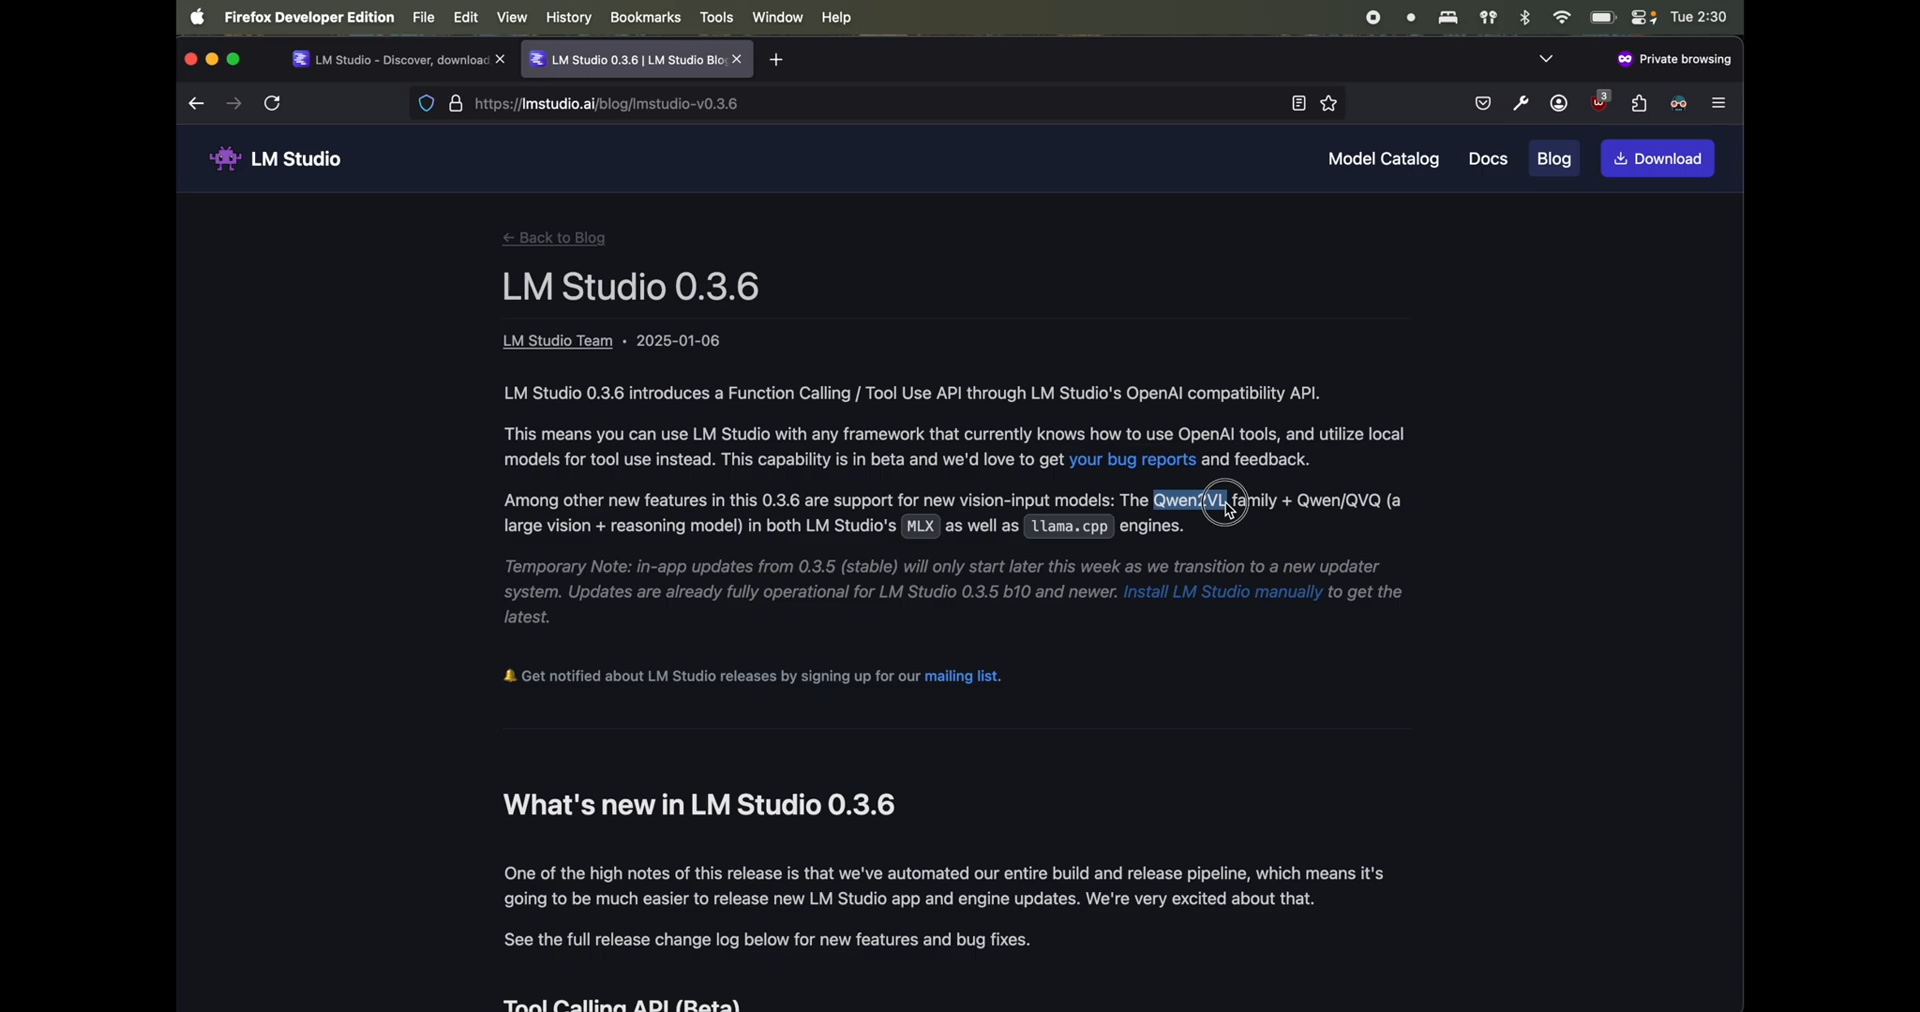 Firefox Developer Edition File Edit View History Bookmarks Tools Window Help Tue 2:30
LM Studio - Discover, download
LM Studio 0.3.6 | LM Studio Blo
Private browsing
https://lmstudio.ai/blog/lmstudio-v0.3.6
3
LM Studio
Model Catalog Docs Blog Download
← Back to Blog
LM Studio 0.3.6
LM Studio Team • 2025-01-06
LM Studio 0.3.6 introduces a Function Calling / Tool Use API through LM Studio's OpenAI compatibility API.
This means you can use LM Studio with any framework that currently knows how to use OpenAI tools, and utilize local
models for tool use instead. This capability is in beta and we'd love to get your bug reports and feedback.
Among other new features in this 0.3.6 are support for new vision-input models: The Qwen2VL family + Qwen/QVQ (a
large vision + reasoning model) in both LM Studio's MLX as well as llama.cpp engines.
Temporary Note: in-app updates from 0.3.5 (stable) will only start later this week as we transition to a new updater
system. Updates are already fully operational for LM Studio 0.3.5 b10 and newer. Install LM Studio manually to get the
latest.
🔔 Get notified about LM Studio releases by signing up for our mailing list.
What's new in LM Studio 0.3.6
One of the high notes of this release is that we've automated our entire build and release pipeline, which means it's
going to be much easier to release new LM Studio app and engine updates. We're very excited about that.
See the full release change log below for new features and bug fixes.
Tool Calling API (Beta)